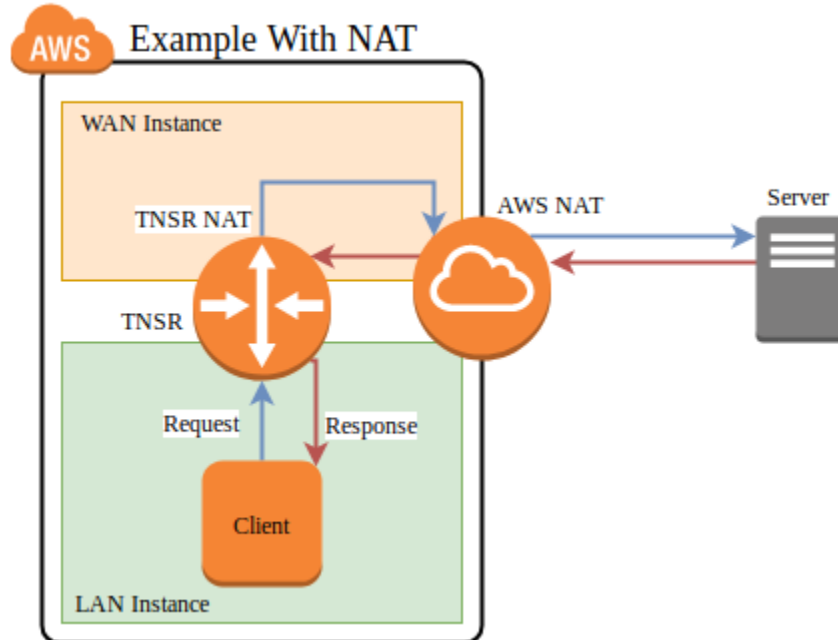 AWS
Example With NAT
WAN Instance
TNSR NAT
AWS NAT
Server
TNSR
Request
Response
Client
LAN Instance